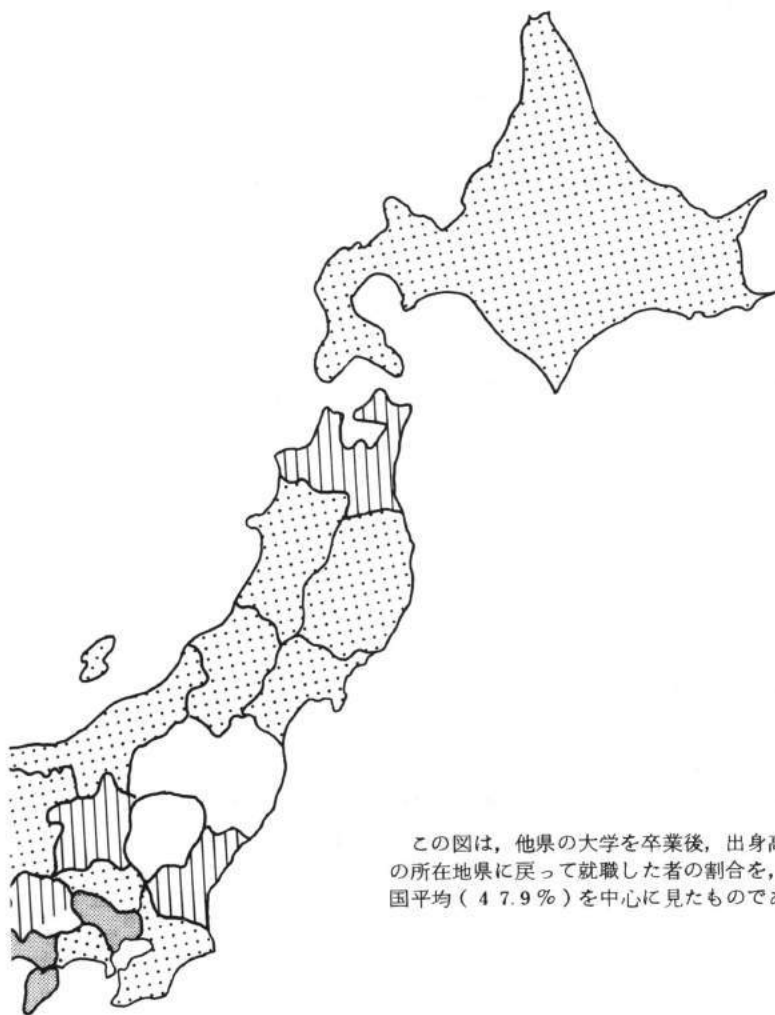 この図は，他県の大学を卒業後，出身高
の所在地県に戻って就職した者の割合を，
国平均（４７.９％）を中心に見たものであ